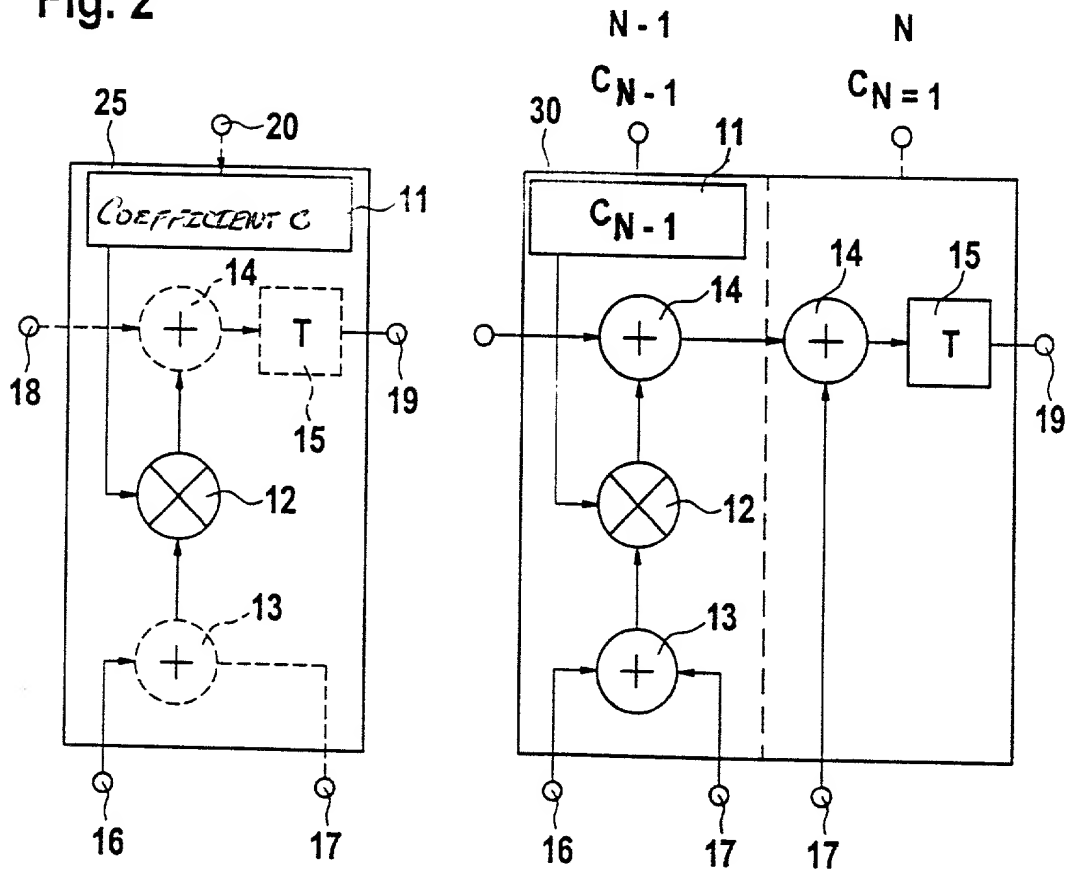 Fig. 2
N - 1 N
C_{N-1} C_{N=1}
25 20 30 11
COEFFICIENT C 11 C_{N-1}
14 14 14 15
+ T + + T
18 15 19 19
12 12
13 13
+ +
16 17 16 17 17